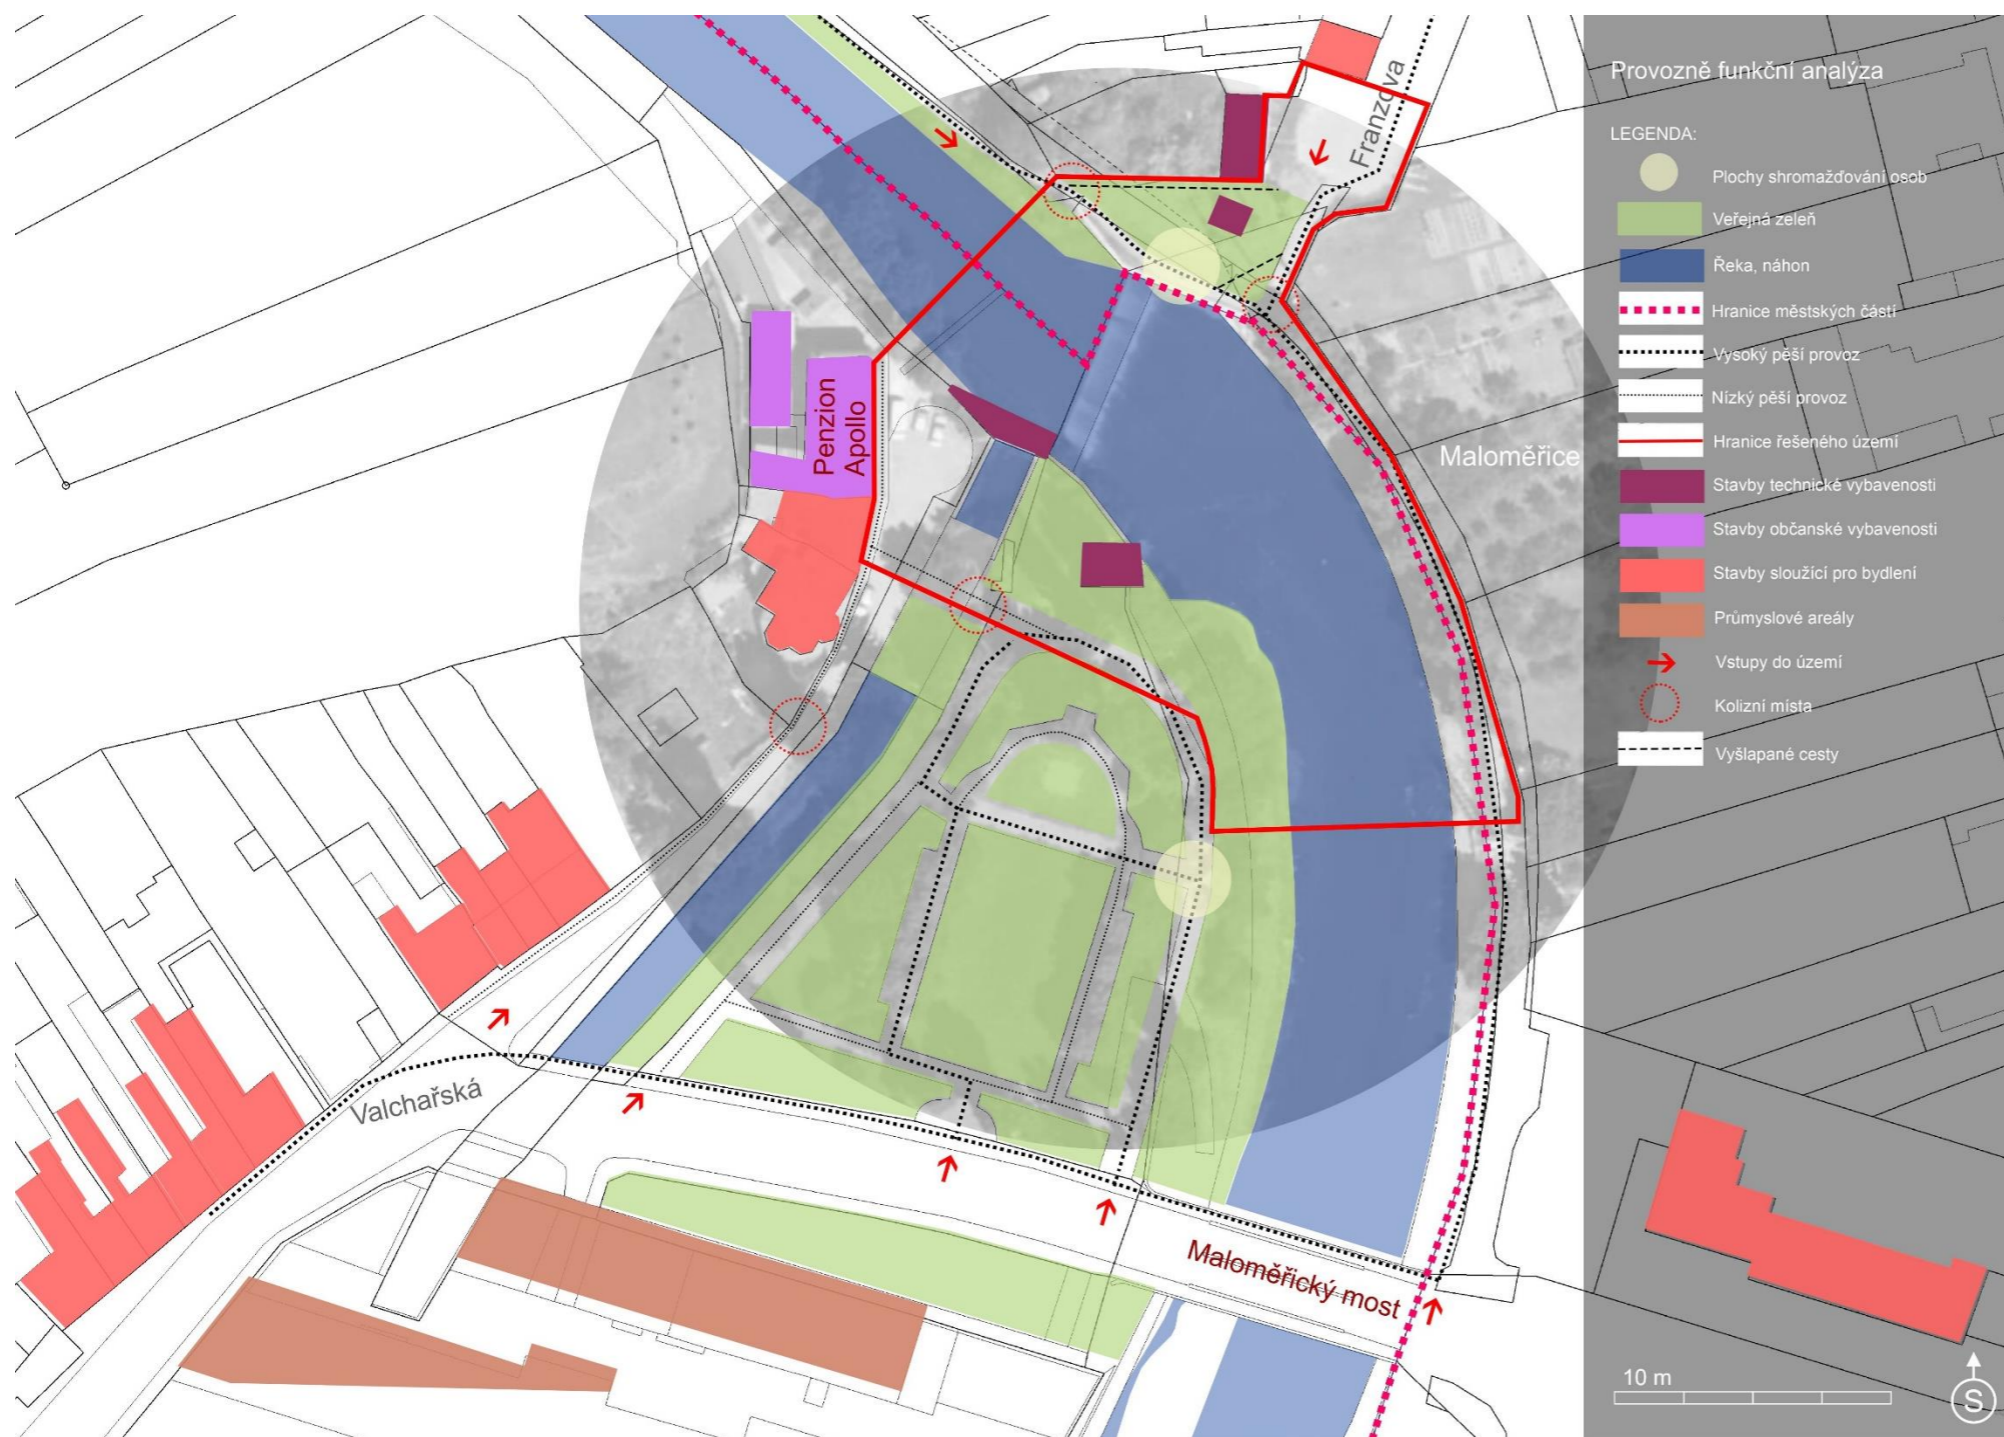 Provozně funkční analýza
LEGENDA:
Plochy shromažďování osob
Veřejná zeleň
Řeka, náhon
Hranice městských částí
Vysoký pěší provoz
Nízký pěší provoz
Hranice řešeného území
Stavby technické vybavenosti
Stavby občanské vybavenosti
Stavby sloužící pro bydlení
Průmyslové areály
Vstupy do území
Kolizní místa
Vyšlapané cesty
Franzova
Maloměřice
Penzion
Apollo
Valchařská
Maloměřický most
10 m
S